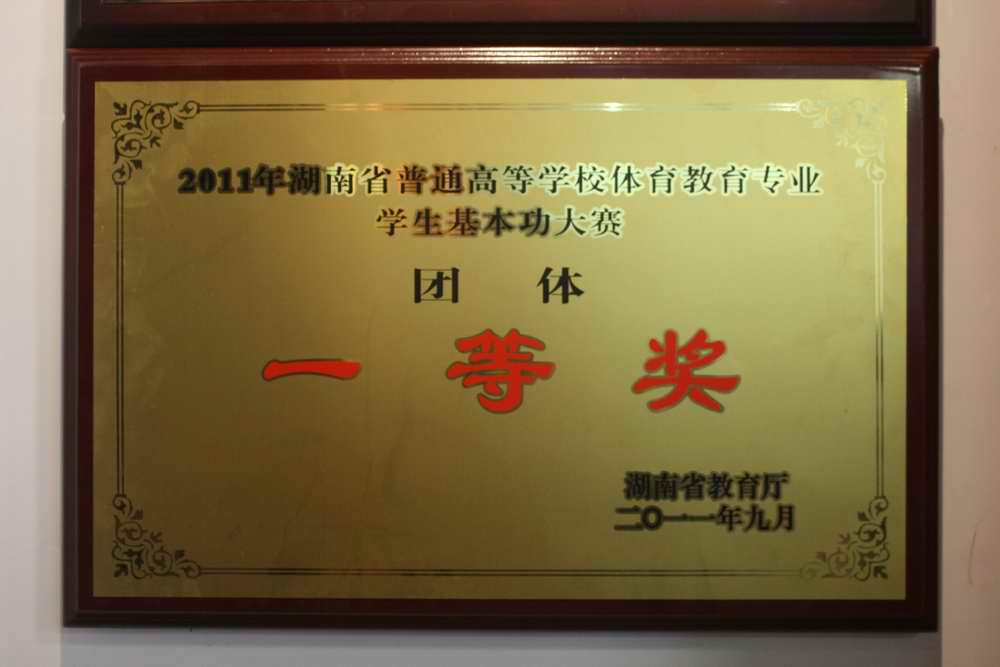 2011年湖南省普通高等学校体育教育专业
学生基本功大赛
团 体
一 等 奖
湖南省教育厅
二〇一一年九月